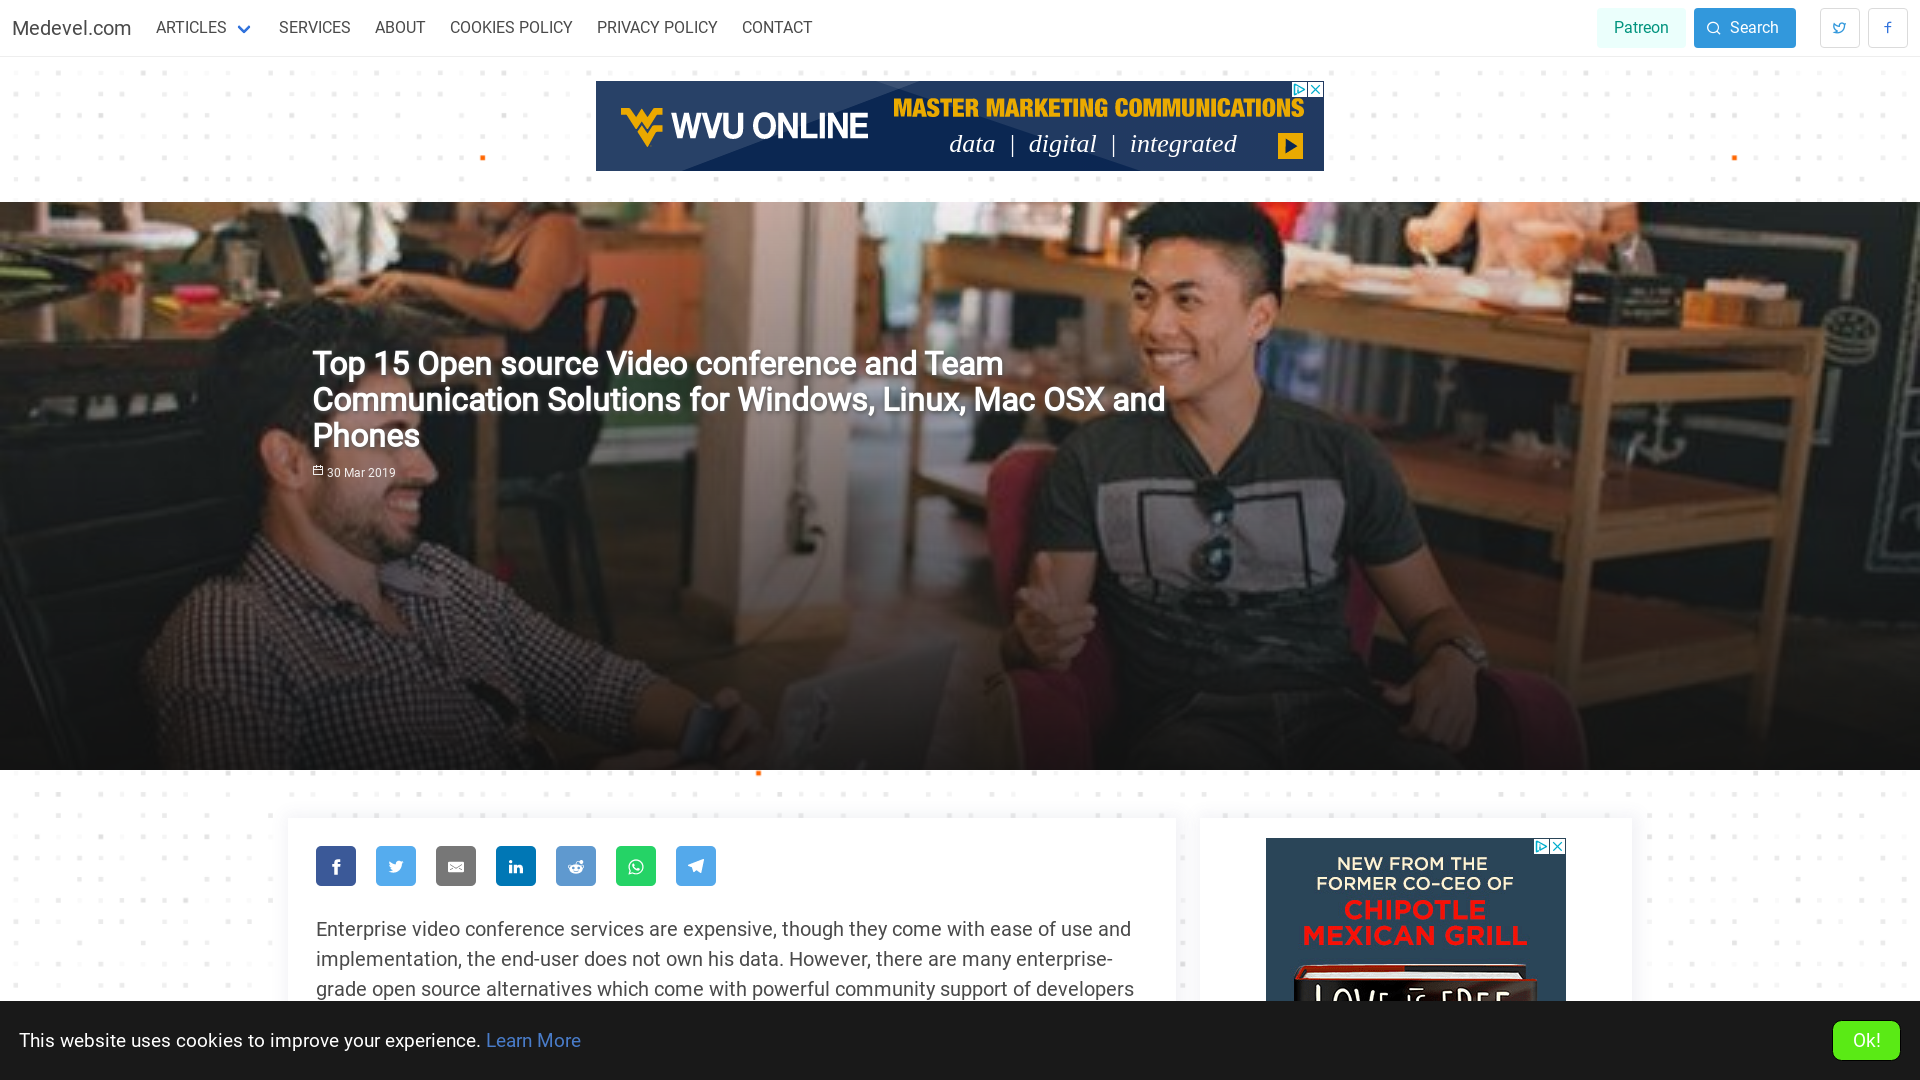 Medevel.com
ARTICLES
SERVICES
ABOUT
COOKIES POLICY
PRIVACY POLICY
CONTACT
Patreon
Search
WVU ONLINE
MASTER MARKETING COMMUNICATIONS
data | digital | integrated
Top 15 Open source Video conference and Team
Communication Solutions for Windows, Linux, Mac OSX and
Phones
30 Mar 2019
Enterprise video conference services are expensive, though they come with ease of use and
implementation, the end-user does not own his data. However, there are many enterprise-
grade open source alternatives which come with powerful community support of developers
NEW FROM THE
FORMER CO-CEO OF
CHIPOTLE
MEXICAN GRILL
LOVE IS FREE
This website uses cookies to improve your experience. Learn More
Ok!